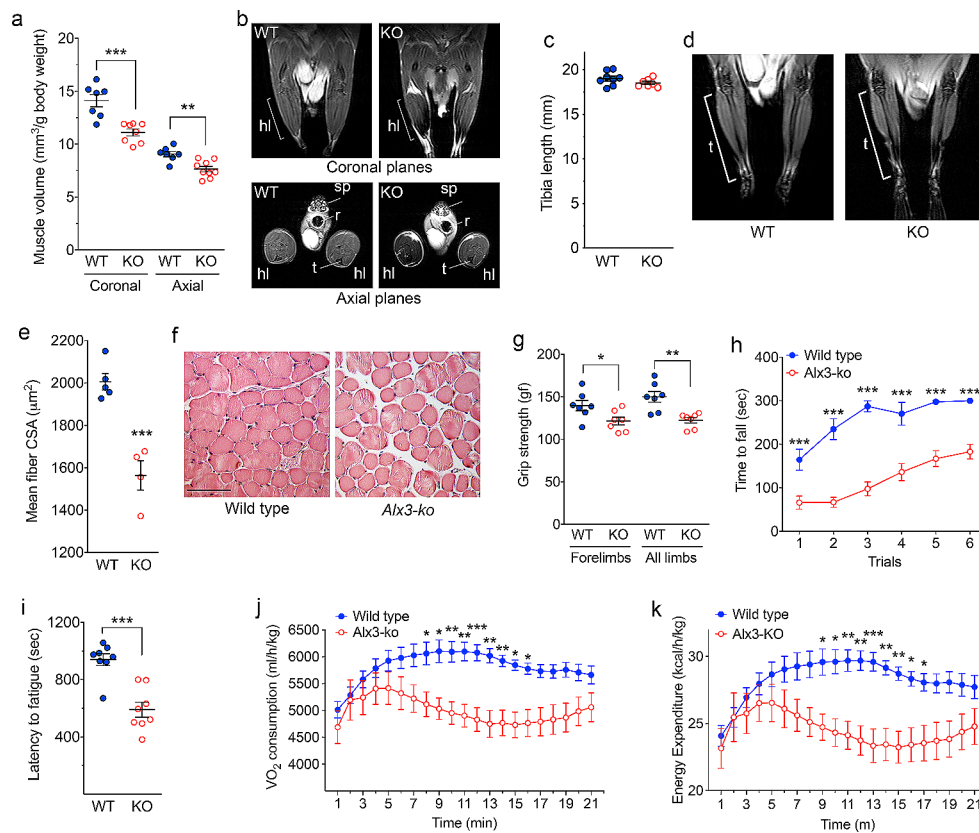 a
Muscle volume (mm³/g body weight)
20
15
10
5
0
***
**
WT KO WT KO
Coronal Axial
b
WT
KO
hl
hl
Coronal planes
WT
sp
KO
sp
r
r
hl
t
hl
hl
t
hl
Axial planes
c
Tibia length (mm)
20
15
10
5
0
WT KO
d
t
t
WT
KO
e
Mean fiber CSA (μm²)
2200
2000
1800
1600
1400
1200
***
WT KO
f
Wild type
Alx3-ko
g
Grip strength (gf)
200
150
100
50
0
*
**
WT KO WT KO
Forelimbs All limbs
h
Wild type
Alx3-ko
Time to fall (sec)
400
300
200
100
0
*** *** *** *** *** ***
1 2 3 4 5 6
Trials
i
Latency to fatigue (sec)
1200
1000
800
600
400
***
WT KO
j
Wild type
Alx3-ko
VO₂ consumption (ml/h/kg)
6500
6000
5500
5000
4500
4000
* * ** ** *** ** ** * *
1 3 5 7 9 11 13 15 17 19 21
Time (min)
k
Wild type
Alx3-KO
Energy Expenditure (kcal/h/kg)
34
31
28
25
22
* * ** ** *** ** * * *
1 3 5 7 9 11 13 15 17 19 21
Time (m)